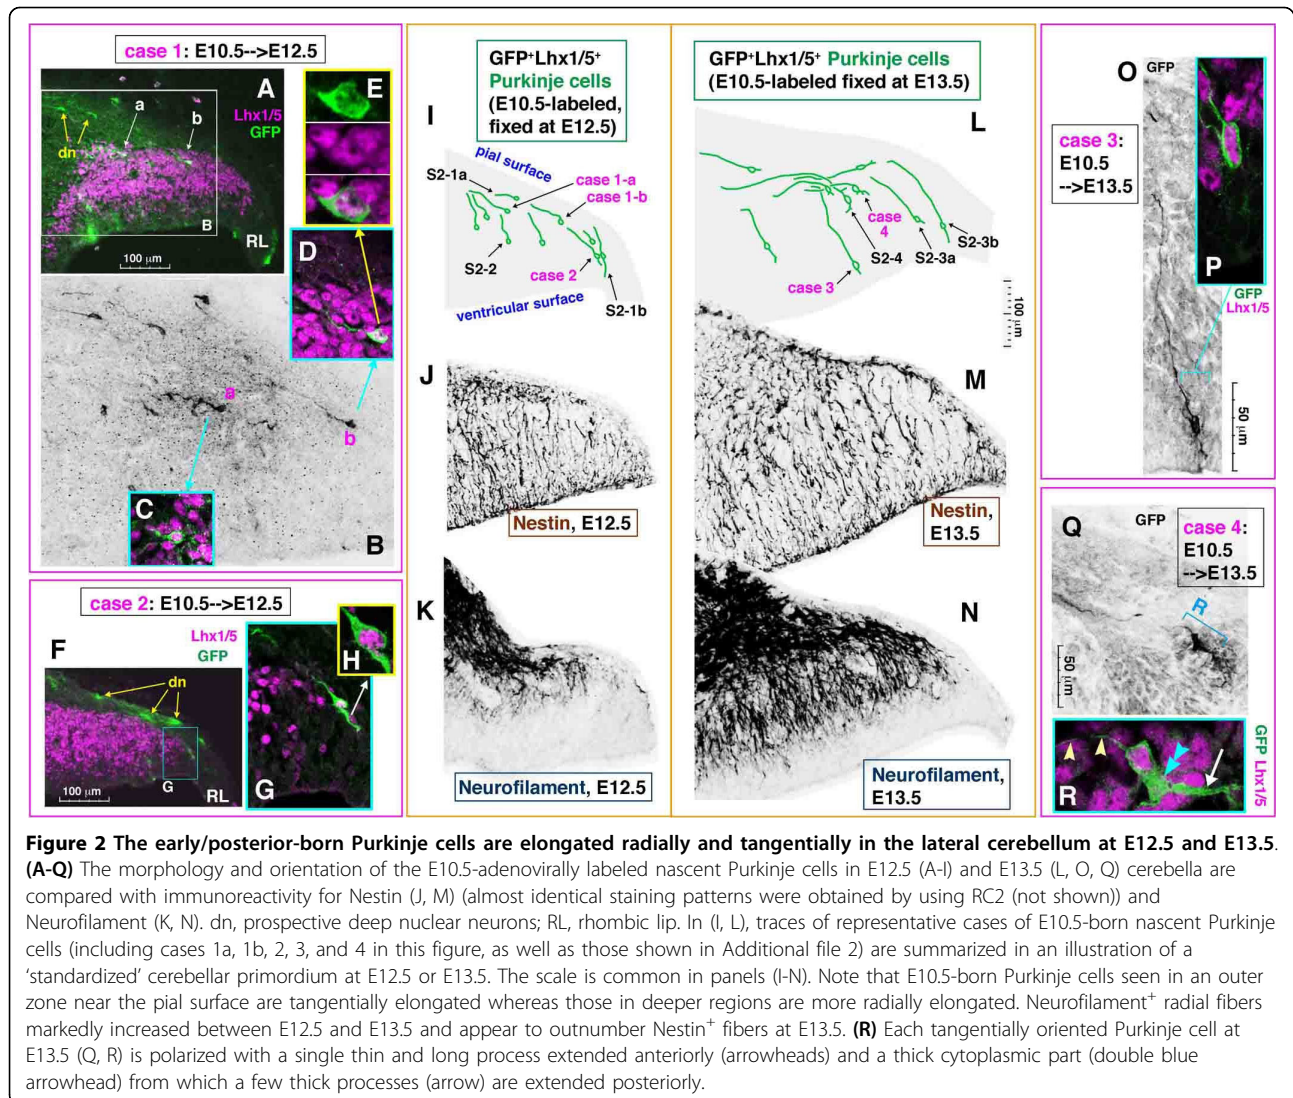 case 1: E10.5-->E12.5
A
Lhx1/5
GFP
a
b
dn
B
RL
100 µm
E
D
a
b
C
B
case 2: E10.5-->E12.5
Lhx1/5
GFP
F
dn
G
RL
100 µm
H
G
GFP⁺Lhx1/5⁺
Purkinje cells
(E10.5-labeled,
fixed at E12.5)
I
pial surface
S2-1a
case 1-a
case 1-b
S2-2
case 2
S2-1b
ventricular surface
J
Nestin, E12.5
K
Neurofilament, E12.5
GFP⁺Lhx1/5⁺ Purkinje cells
(E10.5-labeled fixed at E13.5)
L
case
4
S2-3b
S2-4
S2-3a
case 3
100 µm
M
Nestin,
E13.5
N
Neurofilament,
E13.5
O
GFP
case 3:
E10.5
-->E13.5
P
GFP
Lhx1/5
50 µm
Q
GFP
case 4:
E10.5
-->E13.5
R
50 µm
R
GFP Lhx1/5
Figure 2 The early/posterior-born Purkinje cells are elongated radially and tangentially in the lateral cerebellum at E12.5 and E13.5.
(A-Q) The morphology and orientation of the E10.5-adenovirally labeled nascent Purkinje cells in E12.5 (A-I) and E13.5 (L, O, Q) cerebella are
compared with immunoreactivity for Nestin (J, M) (almost identical staining patterns were obtained by using RC2 (not shown)) and
Neurofilament (K, N). dn, prospective deep nuclear neurons; RL, rhombic lip. In (I, L), traces of representative cases of E10.5-born nascent Purkinje
cells (including cases 1a, 1b, 2, 3, and 4 in this figure, as well as those shown in Additional file 2) are summarized in an illustration of a
‘standardized’ cerebellar primordium at E12.5 or E13.5. The scale is common in panels (I-N). Note that E10.5-born Purkinje cells seen in an outer
zone near the pial surface are tangentially elongated whereas those in deeper regions are more radially elongated. Neurofilament⁺ radial fibers
markedly increased between E12.5 and E13.5 and appear to outnumber Nestin⁺ fibers at E13.5. (R) Each tangentially oriented Purkinje cell at
E13.5 (Q, R) is polarized with a single thin and long process extended anteriorly (arrowheads) and a thick cytoplasmic part (double blue
arrowhead) from which a few thick processes (arrow) are extended posteriorly.